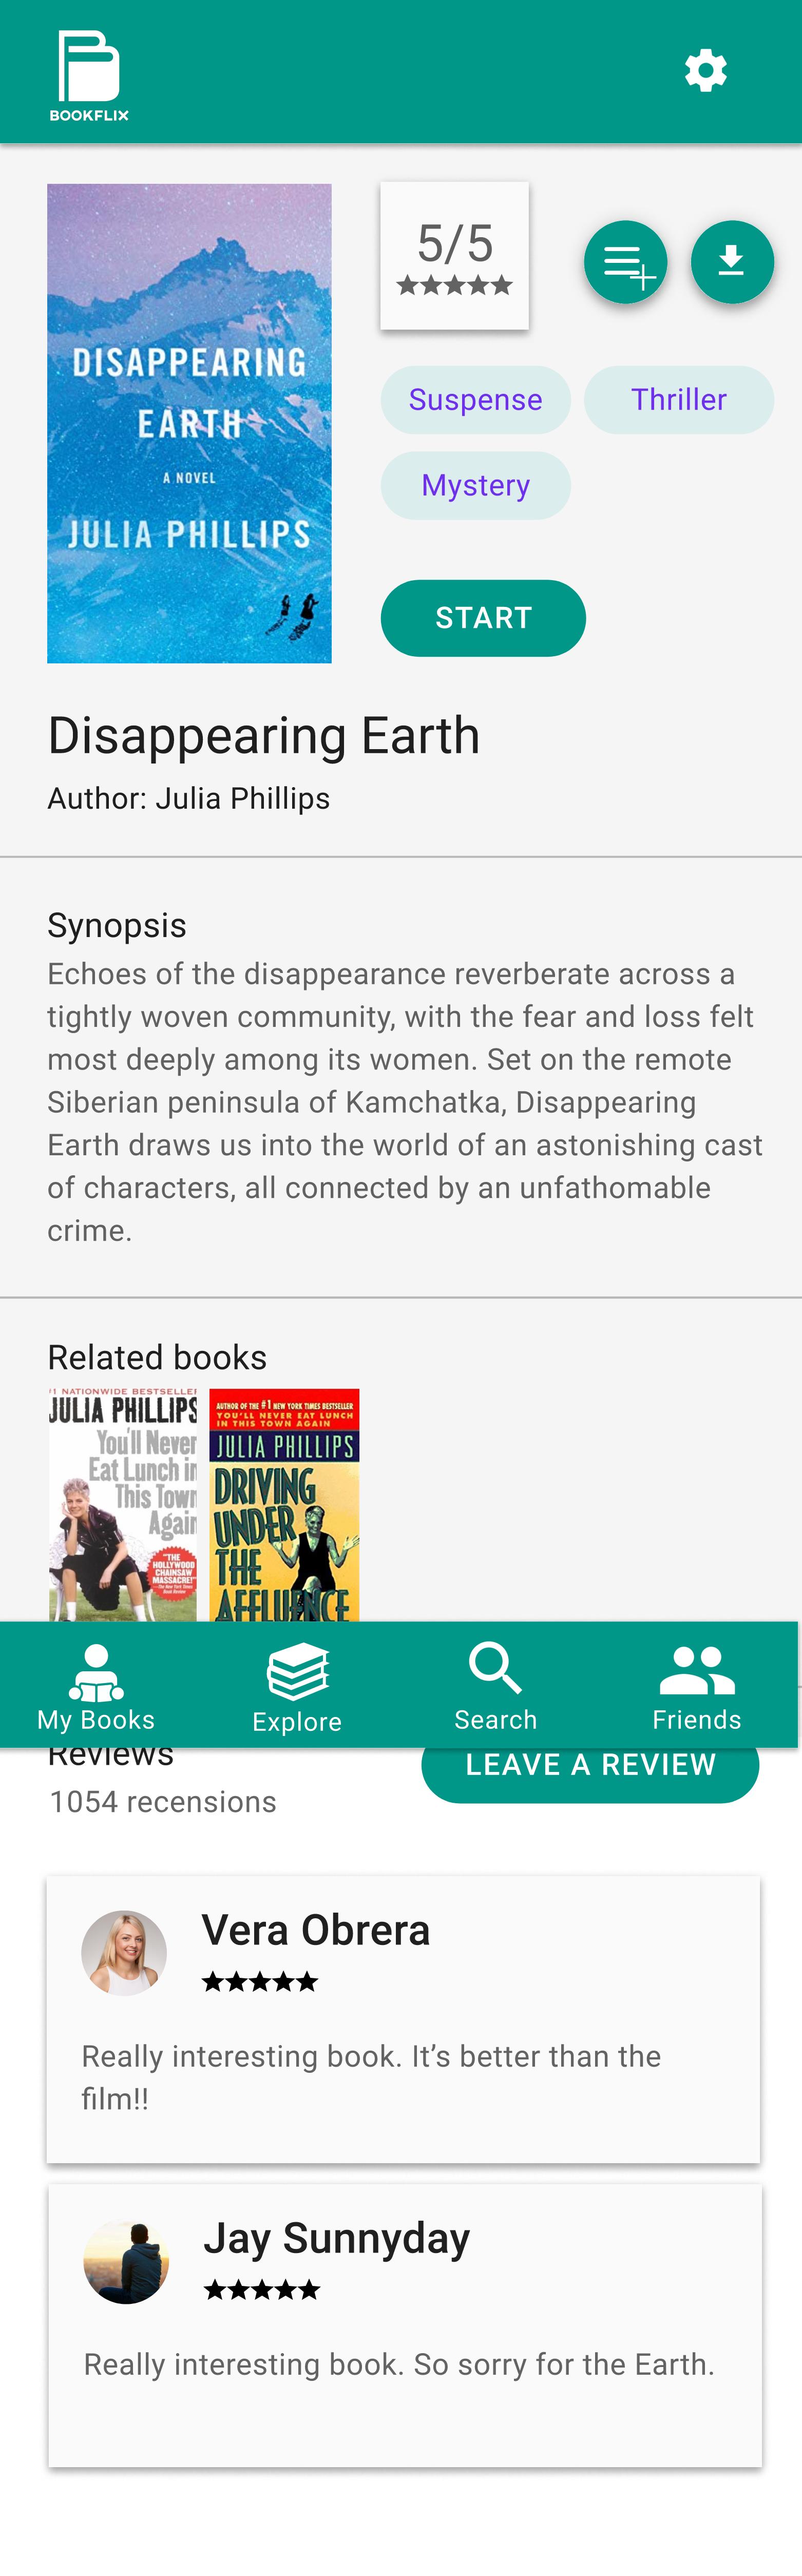 BOOKFLIX
DISAPPEARING
EARTH
A NOVEL
JULIA PHILLIPS
5/5
Suspense
Thriller
Mystery
START
Disappearing Earth
Author: Julia Phillips
Synopsis
Echoes of the disappearance reverberate across a
tightly woven community, with the fear and loss felt
most deeply among its women. Set on the remote
Siberian peninsula of Kamchatka, Disappearing
Earth draws us into the world of an astonishing cast
of characters, all connected by an unfathomable
crime.
Related books
#1 NATIONWIDE BESTSELLER
JULIA PHILLIPS
You'll Never
Eat Lunch in
This Town
Again
"THE
HOLLYWOOD
CHAINSAW
MASSACRE!"
AUTHOR OF THE #1 NEW YORK TIMES BESTSELLER
YOU'LL NEVER EAT LUNCH
IN THIS TOWN AGAIN
JULIA PHILLIPS
DRIVING
UNDER
THE
AFFLUENCE
My Books
Explore
Search
Friends
Reviews
LEAVE A REVIEW
1054 recensions
Vera Obrera
Really interesting book. It’s better than the
film!!
Jay Sunnyday
Really interesting book. So sorry for the Earth.